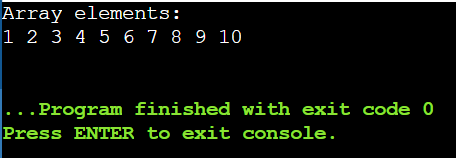 Array elements:
1 2 3 4 5 6 7 8 9 10
...Program finished with exit code 0
Press ENTER to exit console.